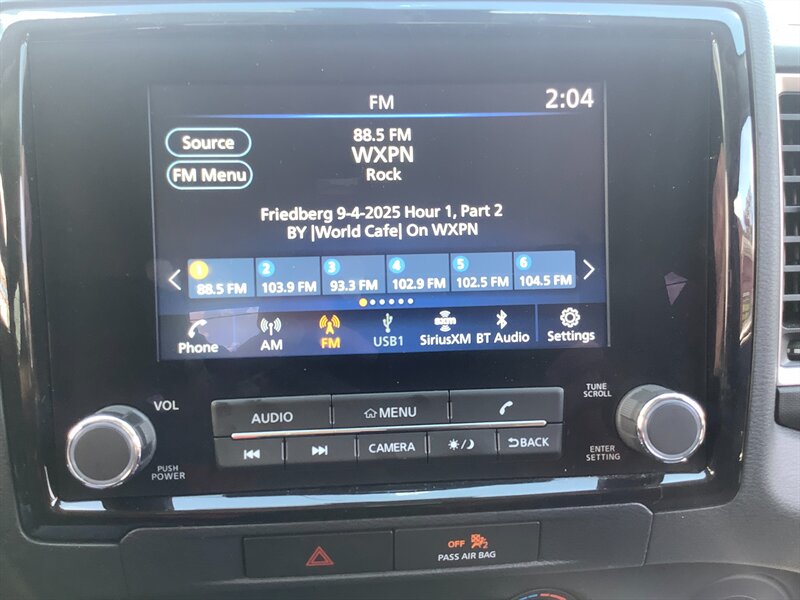 FM
2:04
Source
FM Menu
88.5 FM
WXPN
Rock
Friedberg 9-4-2025 Hour 1, Part 2
BY |World Cafe| On WXPN
1 2 3 4 5 6
88.5 FM 103.9 FM 93.3 FM 102.9 FM 102.5 FM 104.5 FM
Phone AM FM USB1 SiriusXM BT Audio Settings
VOL
PUSH
POWER
AUDIO MENU
CAMERA BACK
TUNE
SCROLL
ENTER
SETTING
OFF 2
PASS AIR BAG